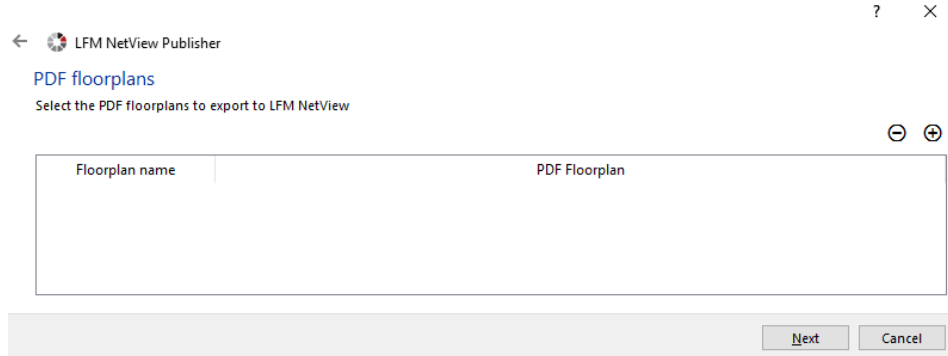 ?
LFM NetView Publisher
PDF floorplans
Select the PDF floorplans to export to LFM NetView
Floorplan name PDF Floorplan
Next Cancel